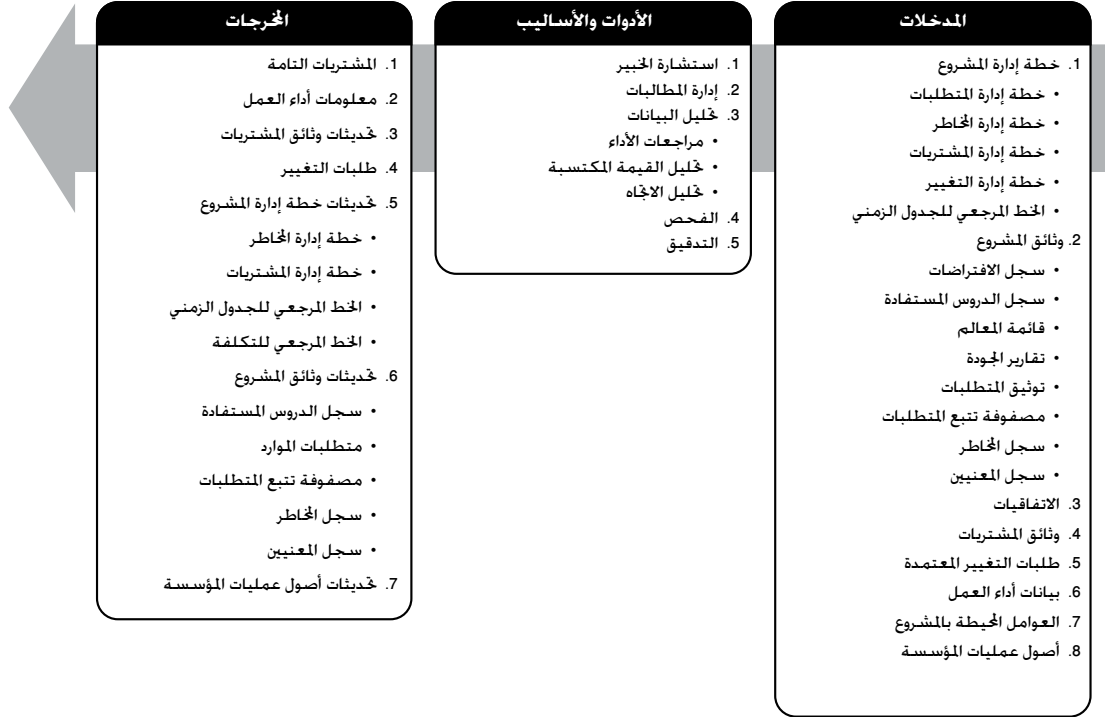 المدخلات
1. خطة إدارة المشروع
• خطة إدارة المتطلبات
• خطة إدارة المخاطر
• خطة إدارة المشتريات
• خطة إدارة التغيير
• الخط المرجعي للجدول الزمني
2. وثائق المشروع
• سجل الافتراضات
• سجل الدروس المستفادة
• قائمة المعالم
• تقارير الجودة
• توثيق المتطلبات
• مصفوفة تتبع المتطلبات
• سجل المخاطر
• سجل المعنيين
3. الاتفاقيات
4. وثائق المشتريات
5. طلبات التغيير المعتمدة
6. بيانات أداء العمل
7. العوامل المحيطة بالمشروع
8. أصول عمليات المؤسسة
الأدوات والأساليب
1. استشارة الخبير
2. إدارة المطالبات
3. تحليل البيانات
• مراجعات الأداء
• تحليل القيمة المكتسبة
• تحليل الاتجاه
4. الفحص
5. التدقيق
المخرجات
1. المشتريات التامة
2. معلومات أداء العمل
3. تحديثات وثائق المشتريات
4. طلبات التغيير
5. تحديثات خطة إدارة المشروع
• خطة إدارة المخاطر
• خطة إدارة المشتريات
• الخط المرجعي للجدول الزمني
• الخط المرجعي للتكلفة
6. تحديثات وثائق المشروع
• سجل الدروس المستفادة
• متطلبات الموارد
• مصفوفة تتبع المتطلبات
• سجل المخاطر
• سجل المعنيين
7. تحديثات أصول عمليات المؤسسة